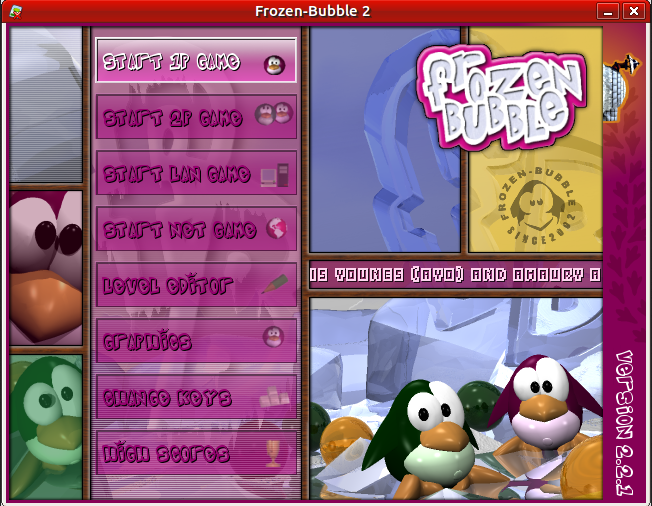 Frozen-Bubble 2
START 1P GAME
START 2P GAME
START LAN GAME
START NET GAME
LEVEL EDITOR
GRAPHICS
CHANGE KEYS
HIGH SCORES
FROZEN
BUBBLE
FROZEN-BUBBLE
SINCE 2002
IS YOUNES (AYO) AND AMAURY A
VERSION 2.2.1